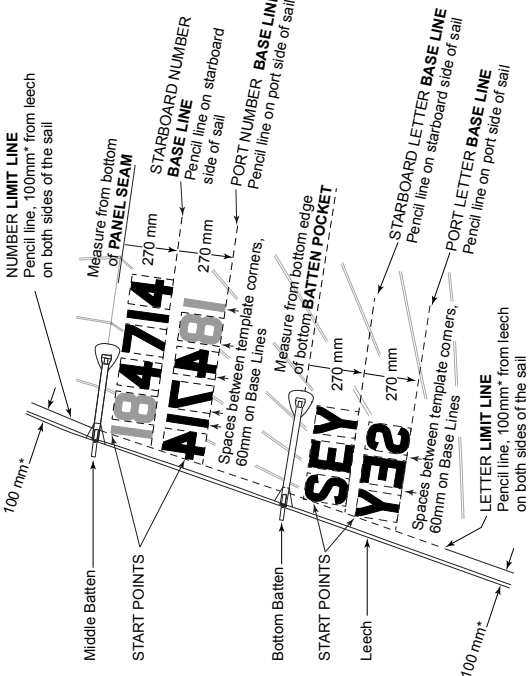 NUMBER LIMIT LINE
Pencil line, 100mm* from leech
on both sides of the sail
100 mm*
Measure from bottom
of PANEL SEAM
STARBOARD NUMBER
BASE LINE
Pencil line on starboard
side of sail
270 mm
PORT NUMBER BASE LINE
Pencil line on port side of sail
270 mm
Middle Batten
184714
417481
START POINTS
Spaces between template corners,
60mm on Base Lines
Measure from bottom edge
of bottom BATTEN POCKET
270 mm
STARBOARD LETTER BASE LINE
Pencil line on starboard side of sail
270 mm
PORT LETTER BASE LINE
Pencil line on port side of sail
Bottom Batten
SEY
YES
START POINTS
Spaces between template corners,
60mm on Base Lines
Leech
LETTER LIMIT LINE
Pencil line, 100mm* from leech
on both sides of the sail
100 mm*